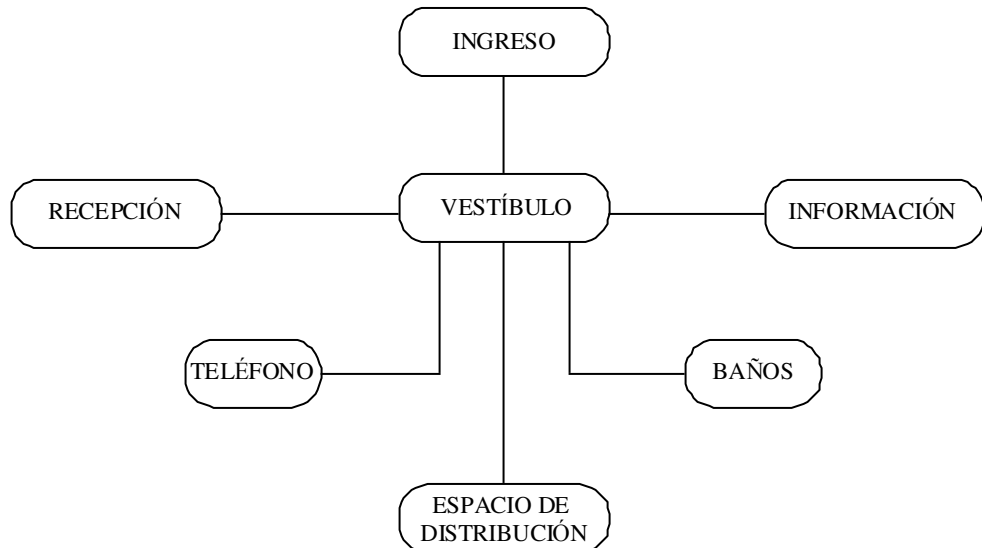 INGRESO
RECEPCIÓN
VESTÍBULO
INFORMACIÓN
TELÉFONO
BAÑOS
ESPACIO DE
DISTRIBUCIÓN